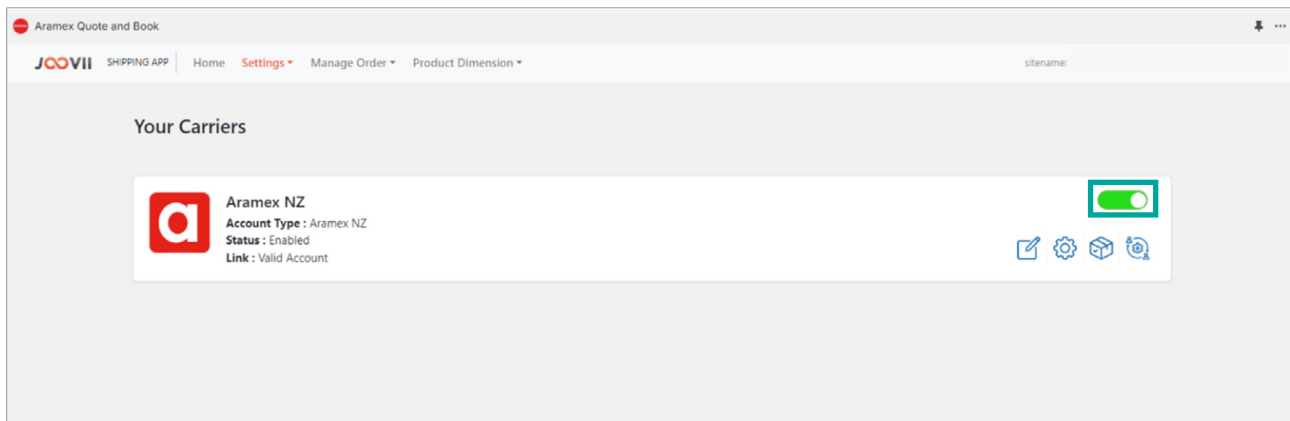 Aramex Quote and Book
JOOVII SHIPPING APP Home Settings Manage Order Product Dimension sitename:
Your Carriers
a
Aramex NZ
Account Type : Aramex NZ
Status : Enabled
Link : Valid Account